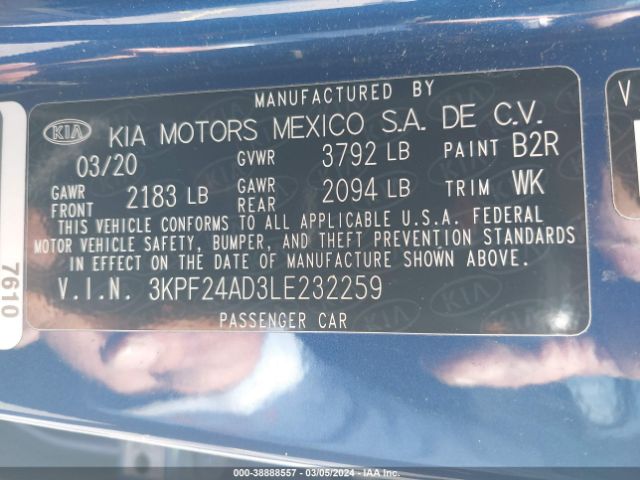 MANUFACTURED BY
KIA KIA MOTORS MEXICO S.A. DE C.V.
03/20 GVWR 3792 LB PAINT B2R
GAWR FRONT 2183 LB GAWR REAR 2094 LB TRIM WK
THIS VEHICLE CONFORMS TO ALL APPLICABLE U.S.A. FEDERAL
MOTOR VEHICLE SAFETY, BUMPER, AND THEFT PREVENTION STANDARDS
IN EFFECT ON THE DATE OF MANUFACTURE SHOWN ABOVE.
V.I.N. 3KPF24AD3LE232259
PASSENGER CAR
7610
V
000-38888557 - 03/05/2024 - IAA Inc.